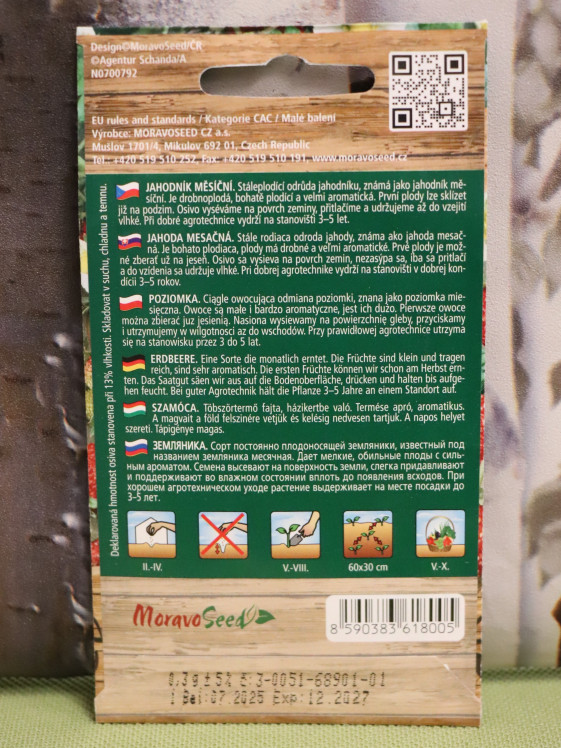 Design©MoravoSeed/ČR
©Agentur Schanda/A
N0700792
EU rules and standards / Kategorie CAC / Malé balení
Výrobce: MORAVOSEED CZ a.s.
Mušlov 1701/4, Mikulov 692 01, Czech Republic
Tel.: +420 519 510 252, Fax: +420 519 510 191, www.moravoseed.cz
Deklarovaná hmotnost osiva stanovena při 13% vlhkosti. Skladovat v suchu, chladnu a temnu.
JAHODNÍK MĚSÍČNÍ. Stáleplodící odrůda jahodníku, známá jako jahodník mě-
síční. Je drobnoplodá, bohatě plodící a velmi aromatická. První plody lze sklízet
již na podzim. Osivo vyséváme na povrch zeminy, přitlačíme a udržujeme až do vzejití
vlhké. Při dobré agrotechnice vydrží na stanovišti 3–5 let.
JAHODA MESAČNÁ. Stále rodiaca odroda jahody, známa ako jahoda mesač-
ná. Je bohato plodiaca, plody má drobné a veľmi aromatické. Prvé plody je mož-
né zberať už na jeseň. Osivo sa vysieva na povrch zem, nezasýpa sa, iba sa pritlačí
a do vzídenia sa udržuje vlhké. Pri dobrej agrotechnike vydrží na stanovišti v dobrej kon-
dícii 3–5 rokov.
POZIOMKA. Ciągle owocująca odmiana poziomki, znana jako poziomka mie-
sięczna. Owoce są małe i bardzo aromatyczne, jest ich dużo. Pierwsze owoce
można zbierać juz jesienią. Nasiona wysiewamy na powierzchnię gleby, przyciskamy
i utrzymujemy w wilgotnosci az do wschodów. Przy prawidłowej agrotechnice utrzyma
się na stanowisku przez 3 do 5 lat.
ERDBEERE. Eine Sorte die monatlich erntet. Die Früchte sind klein und tragen
reich, sind sehr aromatisch. Die ersten Früchte können wir schon am Herbst ern-
ten. Das Saatgut säen wir aus auf die Bodenoberfläche, drücken und halten bis aufge-
hen feucht. Bei guter Agrotechnik hält die Pflanze 3–5 Jahre an einem Standort auf.
SZAMÓCA. Töbszörtermő fajta, házikertbe való. Termése apró, aromatikus.
A magvait a föld felszinére vetjük és kelésig nedvesen tartjuk. A napos helyet
szereti. Tápigénye magas.
ЗЕМЛЯНИКА. Сорт постоянно плодоносящей земляники, известный под
названием земляника месячная. Дает мелкие, обильные плоды с силь-
ным ароматом. Семена высевают на поверхность земли, слегка придавливают
и поддерживают во влажном состоянии вплоть до появления всходов. При
хорошем агротехническом уходе растение выдерживает на месте посадки до
3–5 лет.
II.-IV. V.-VIII. 60x30 cm V.-X.
MoravoSeed
8 590383 618005
0,3g ± 5% č:3-0051-68901-01
1 Bal:07.2025 Exp:12.2027